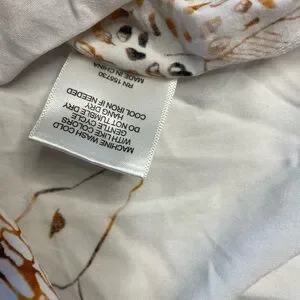 MACHINE WASH COLD
WITH LIKE COLORS
GENTLE CYCLE
DO NOT TUMBLE DRY
HANG DRY
COOL IRON IF NEEDED
RN 155730
MADE IN CHINA